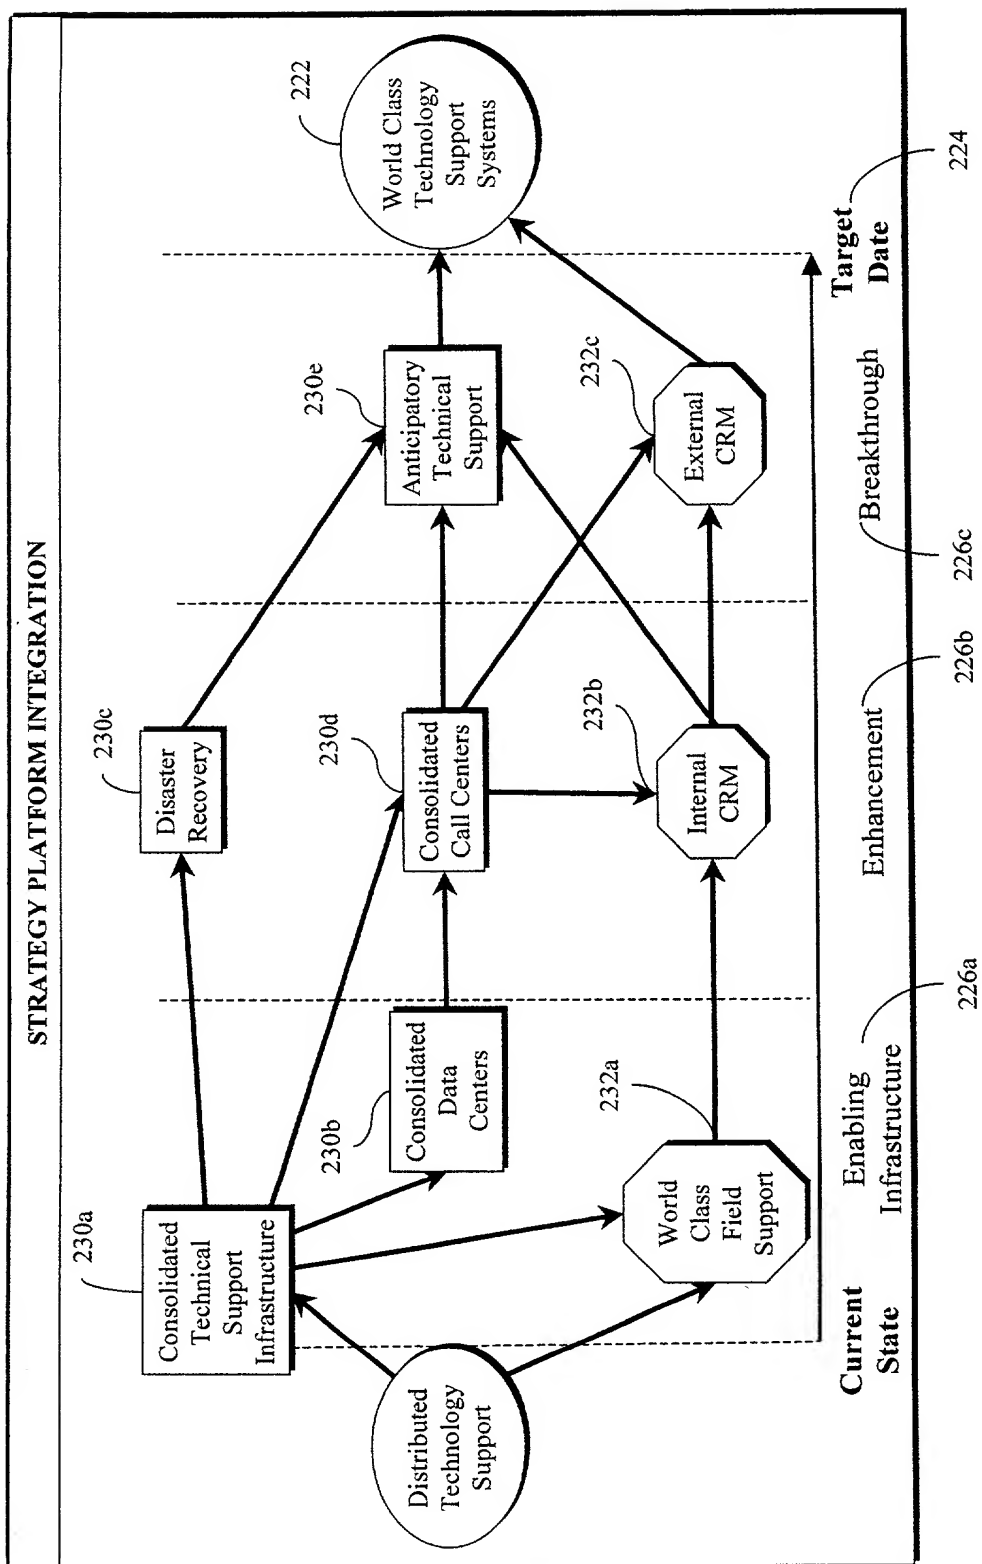 STRATEGY PLATFORM INTEGRATION
230a
Consolidated
Technical
Support
Infrastructure
230c
Disaster
Recovery
222
World Class
Technology
Support
Systems
Distributed
Technology
Support
230b
Consolidated
Data
Centers
230d
Consolidated
Call Centers
230e
Anticipatory
Technical
Support
232a
World
Class
Field
Support
232b
Internal
CRM
232c
External
CRM
Current
State
Enabling
Infrastructure
Enhancement
Breakthrough
Target
Date
226a
226b
226c
224